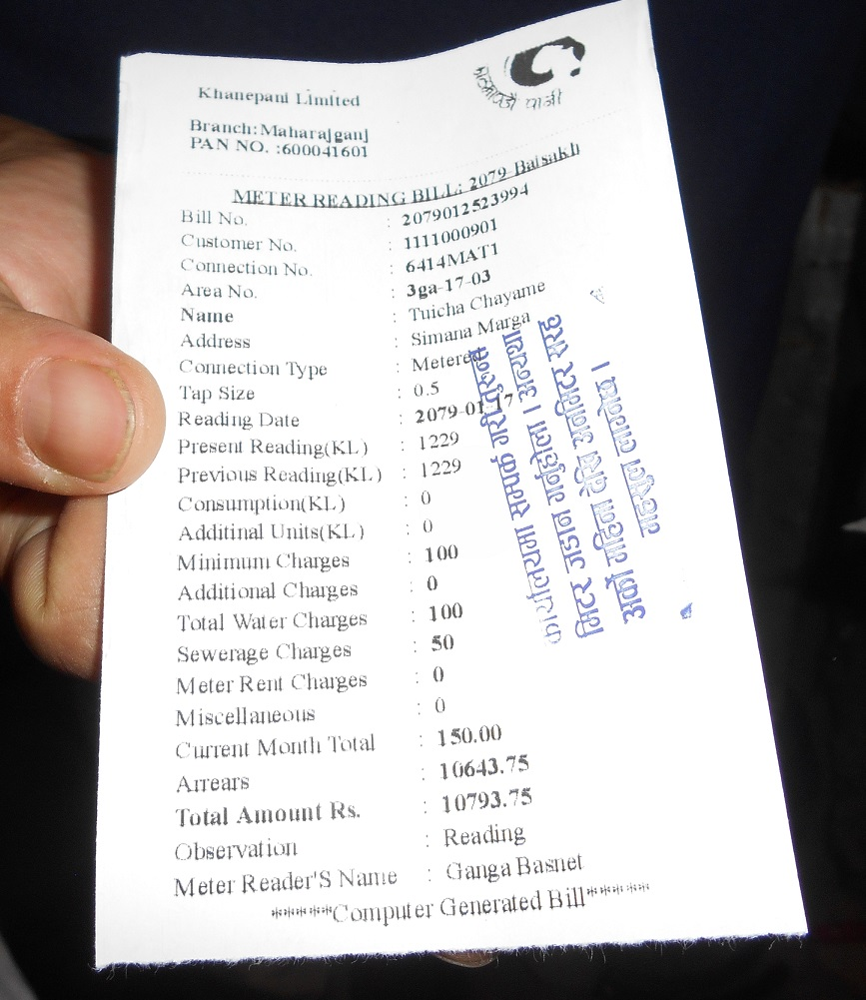 Khanepani Limited
Branch:Maharajganj
PAN NO. :600041601
METER READING BILL: 2079-Baisakh
Bill No. : 2079012523994
Customer No. : 1111000901
Connection No. : 6414MAT1
Area No. : 3ga-17-03
Name : Tuicha Chayame
Address : Simana Marga
Connection Type : Metered
Tap Size : 0.5
Reading Date : 2079-01-17
Present Reading(KL) : 1229
Previous Reading(KL) : 1229
Consumption(KL) : 0
Additinal Units(KL) : 0
Minimum Charges : 100
Additional Charges : 0
Total Water Charges : 100
Sewerage Charges : 50
Meter Rent Charges : 0
Miscellaneous : 0
Current Month Total : 150.00
Arrears : 10643.75
Total Amount Rs. : 10793.75
Observation : Reading
Meter Reader'S Name : Ganga Basnet
*****Computer Generated Bill******
कार्यालयमा सम्पर्क गरी तुरुन्त
मिटर जडान गर्नुहोला । अन्यथा
अर्को महिना देखि अनमिटर सरह
महसुल लाग्नेछ ।